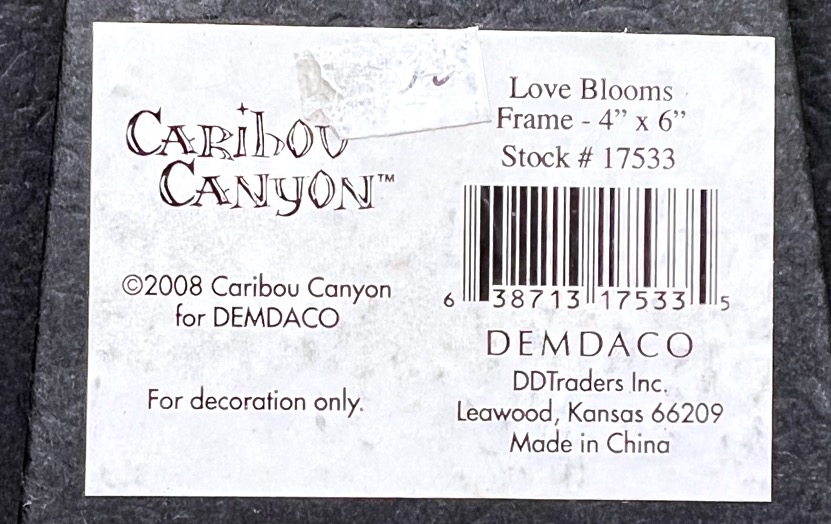 CARibOU
CANYON™
©2008 Caribou Canyon
for DEMDACO
For decoration only.
Love Blooms
Frame - 4” x 6”
Stock # 17533
6 38713 17533 5
DEMDACO
DDTraders Inc.
Leawood, Kansas 66209
Made in China